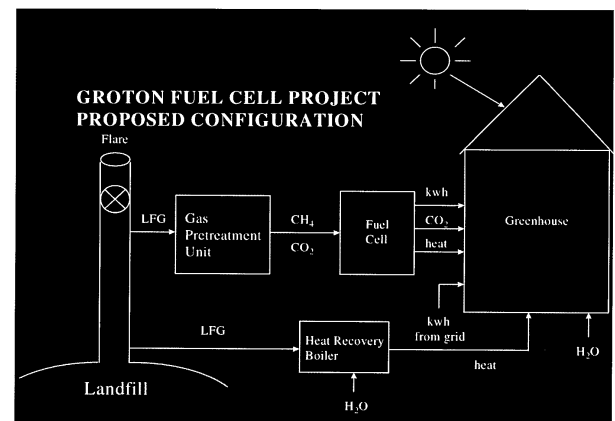 GROTON FUEL CELL PROJECT
PROPOSED CONFIGURATION
Flare
LFG
Gas
Pretreatment
Unit
CH₄
CO₂
Fuel
Cell
kwh
CO₂
heat
Greenhouse
kwh
from grid
LFG
Heat Recovery
Boiler
heat
H₂O
H₂O
Landfill